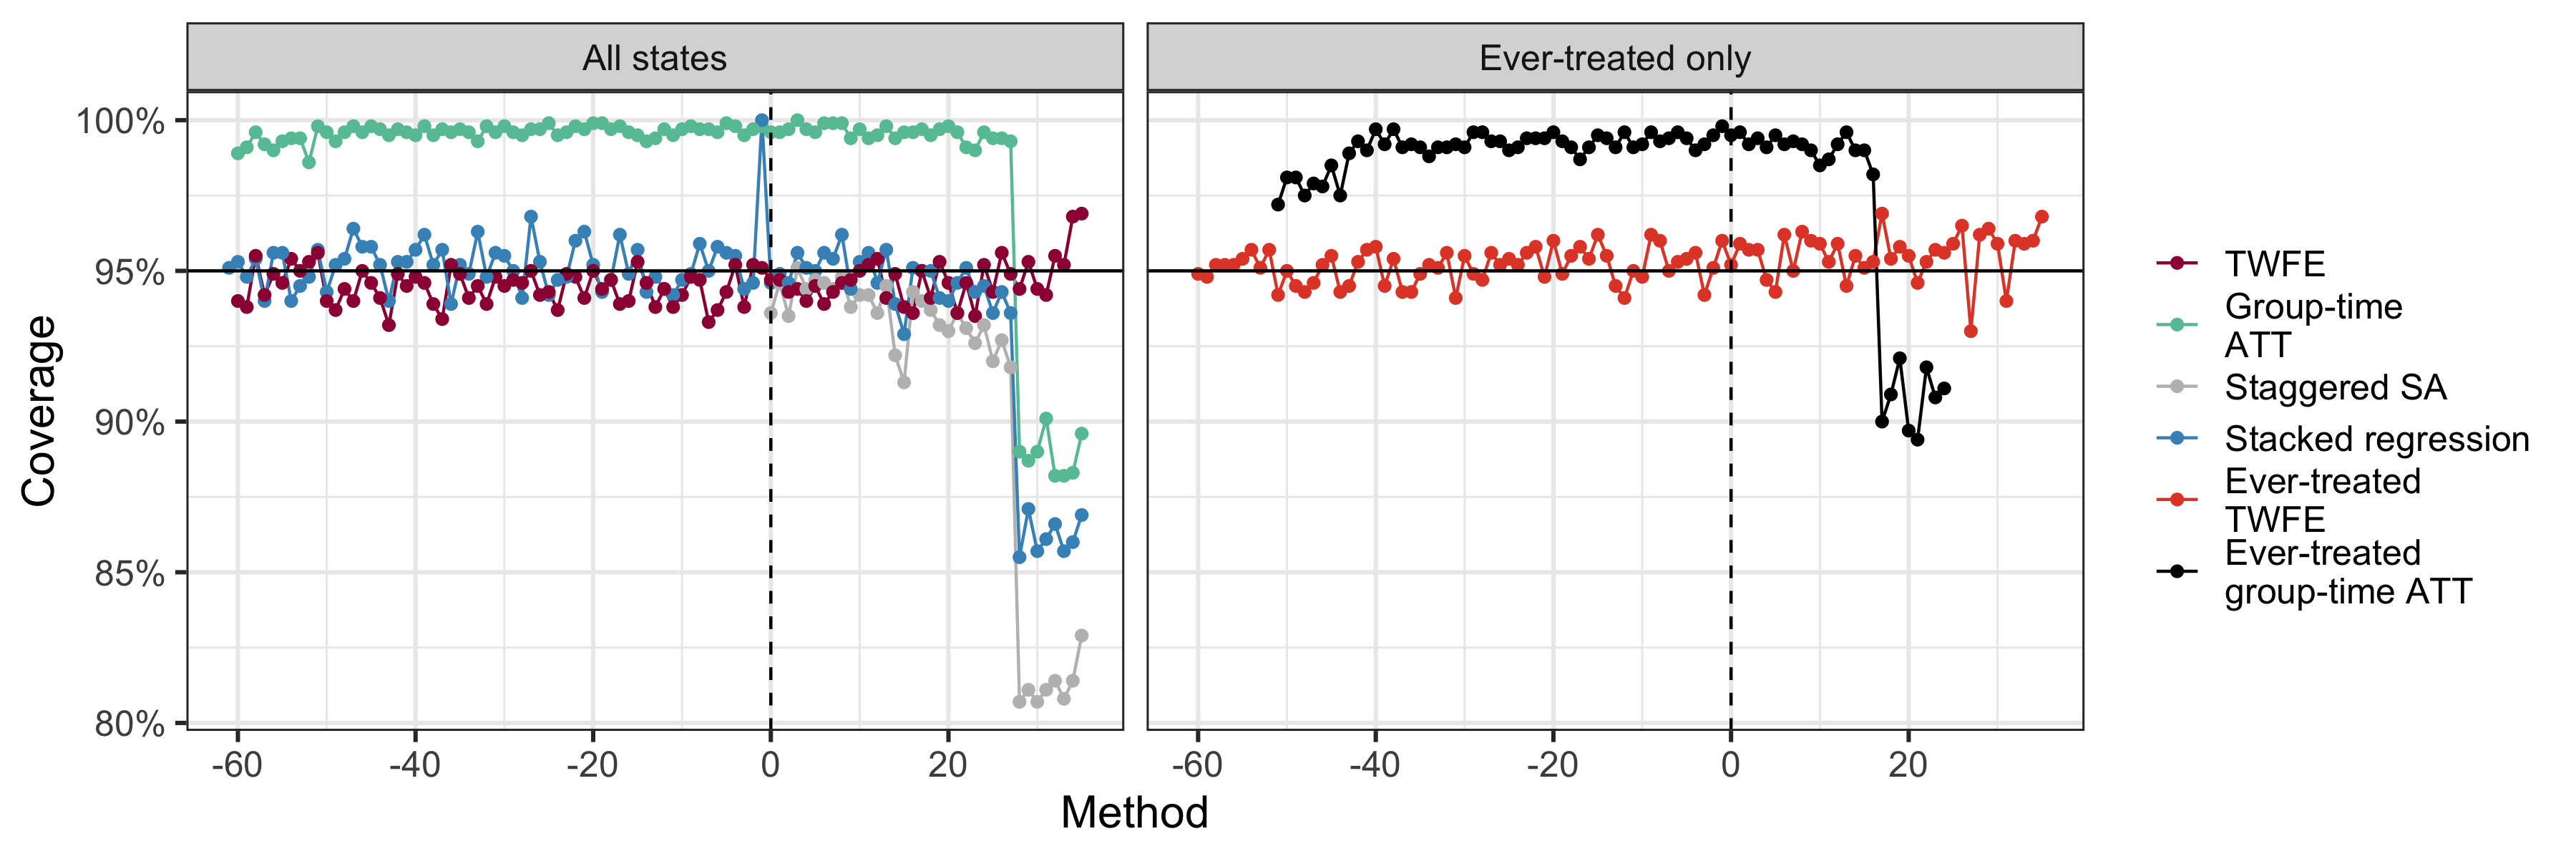 All states
Ever-treated only
Coverage
100%
95%
90%
85%
80%
-60
-40
-20
0
20
-60
-40
-20
0
20
Method
TWFE
Group-time
ATT
Staggered SA
Stacked regression
Ever-treated
TWFE
Ever-treated
group-time ATT